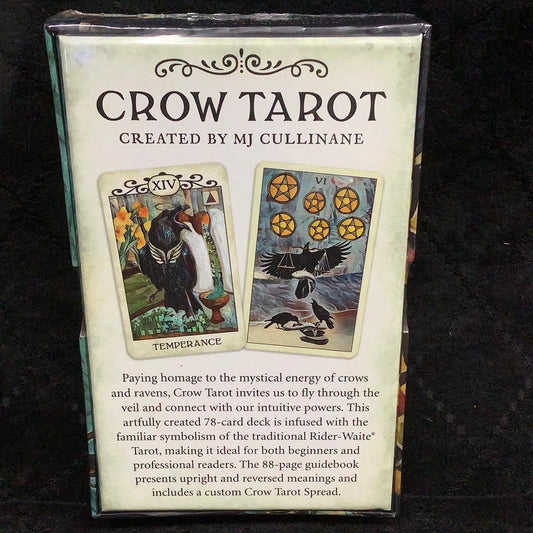 CROW TAROT
CREATED BY MJ CULLINANE
XIV
VI
TEMPERANCE
Paying homage to the mystical energy of crows
and ravens, Crow Tarot invites us to fly through the
veil and connect with our intuitive powers. This
artfully created 78-card deck is infused with the
familiar symbolism of the traditional Rider-Waite®
Tarot, making it ideal for both beginners and
professional readers. The 88-page guidebook
presents upright and reversed meanings and
includes a custom Crow Tarot Spread.